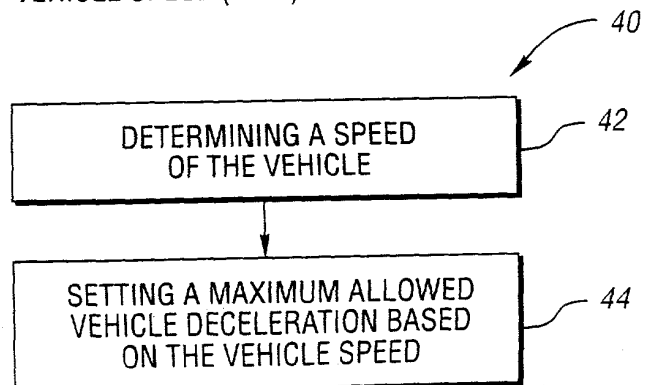 40
DETERMINING A SPEED
OF THE VEHICLE
42
SETTING A MAXIMUM ALLOWED
VEHICLE DECELERATION BASED
ON THE VEHICLE SPEED
44